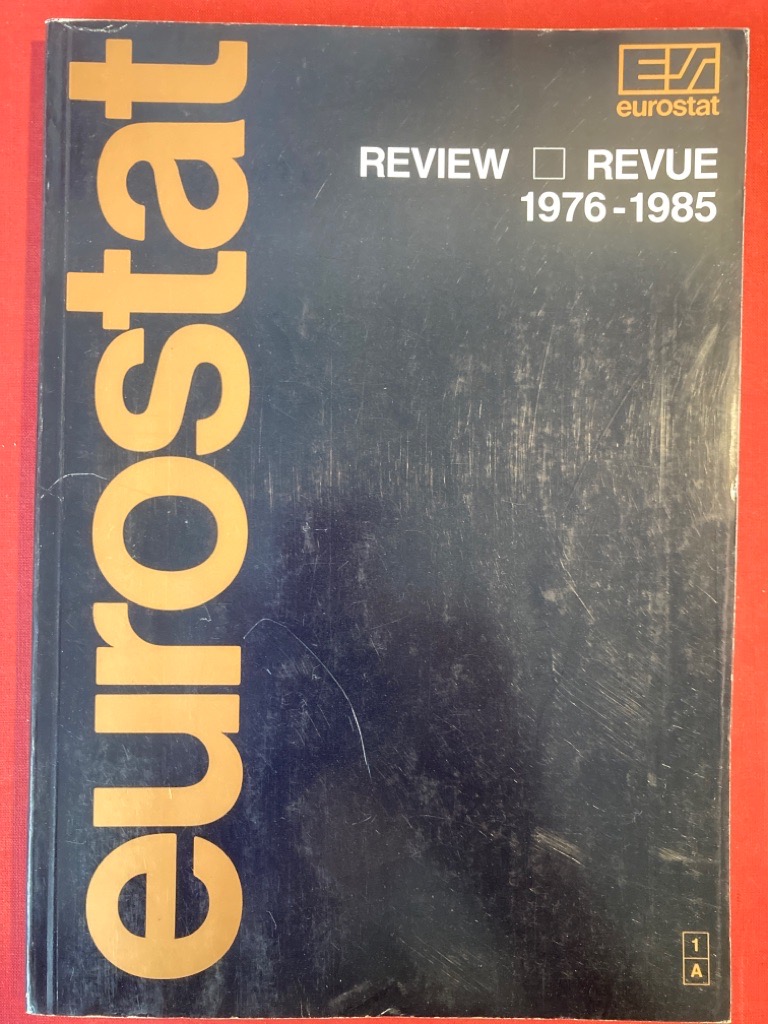 eurostat
eurostat
REVIEW □ REVUE
1976-1985
1
A